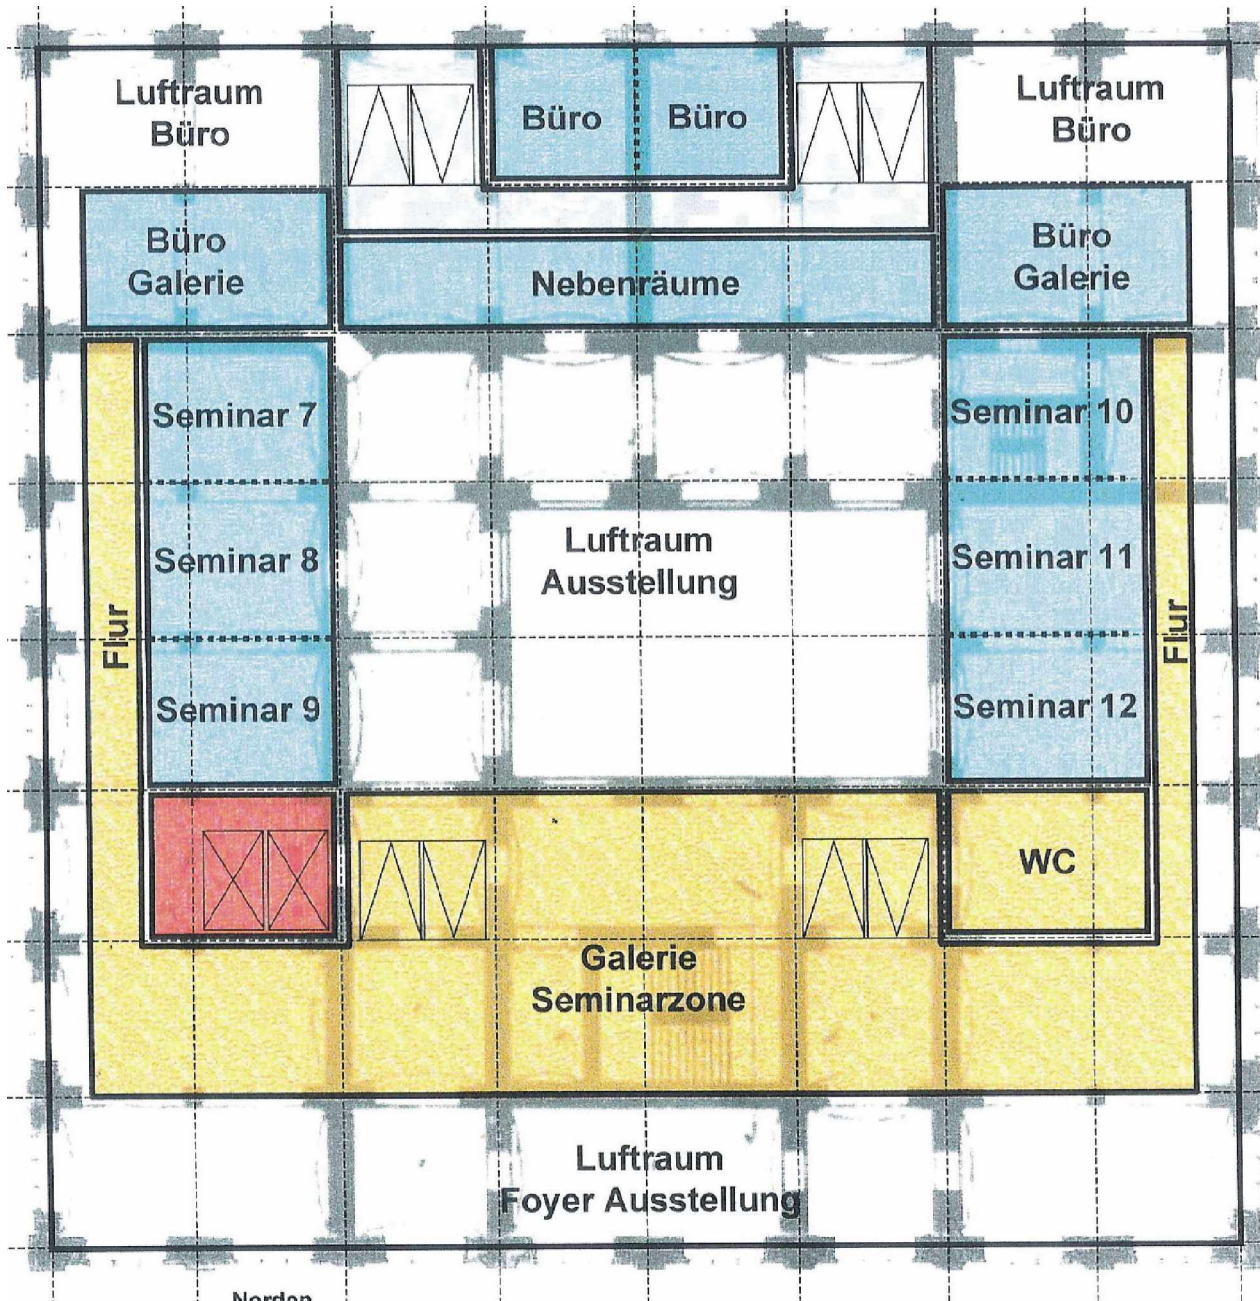 Luftraum
Büro
Büro
Büro
Luftraum
Büro
Büro
Galerie
Nebenräume
Büro
Galerie
Seminar 7
Seminar 10
Luftraum
Ausstellung
Seminar 8
Seminar 11
Flur
Flur
Seminar 9
Seminar 12
WC
Galerie
Seminarzone
Luftraum
Foyer Ausstellung
Norden